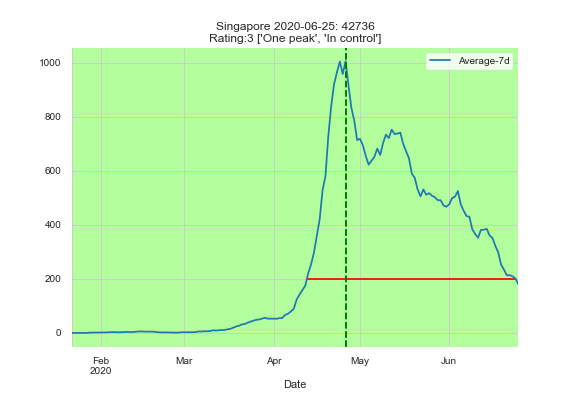 Singapore 2020-06-25: 42736
Rating:3 ['One peak', 'In control']
Average-7d
1000
800
600
400
200
0
Feb
2020
Mar
Apr
May
Jun
Date